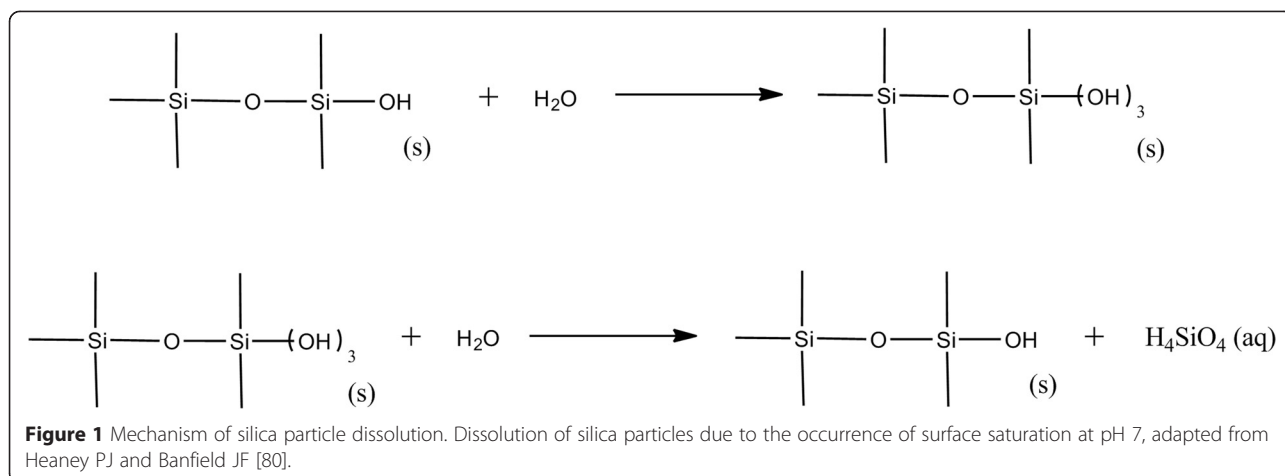 Si—O—Si—OH (s) + H₂O → Si—O—Si—(OH)₃ (s)
Si—O—Si—(OH)₃ (s) + H₂O → Si—O—Si—OH (s) + H₄SiO₄ (aq)
Figure 1 Mechanism of silica particle dissolution. Dissolution of silica particles due to the occurrence of surface saturation at pH 7, adapted from
Heaney PJ and Banfield JF [80].